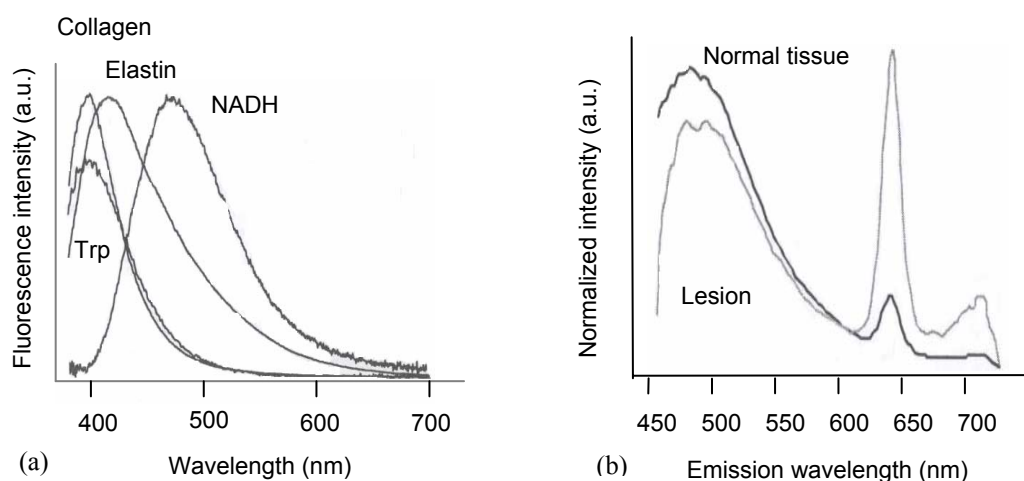 Collagen
Elastin
NADH
Trp
Fluorescence intensity (a.u.)
400 500 600 700
(a)
Wavelength (nm)
Normal tissue
Lesion
Normalized intensity (a.u.)
450 500 550 600 650 700
(b)
Emission wavelength (nm)